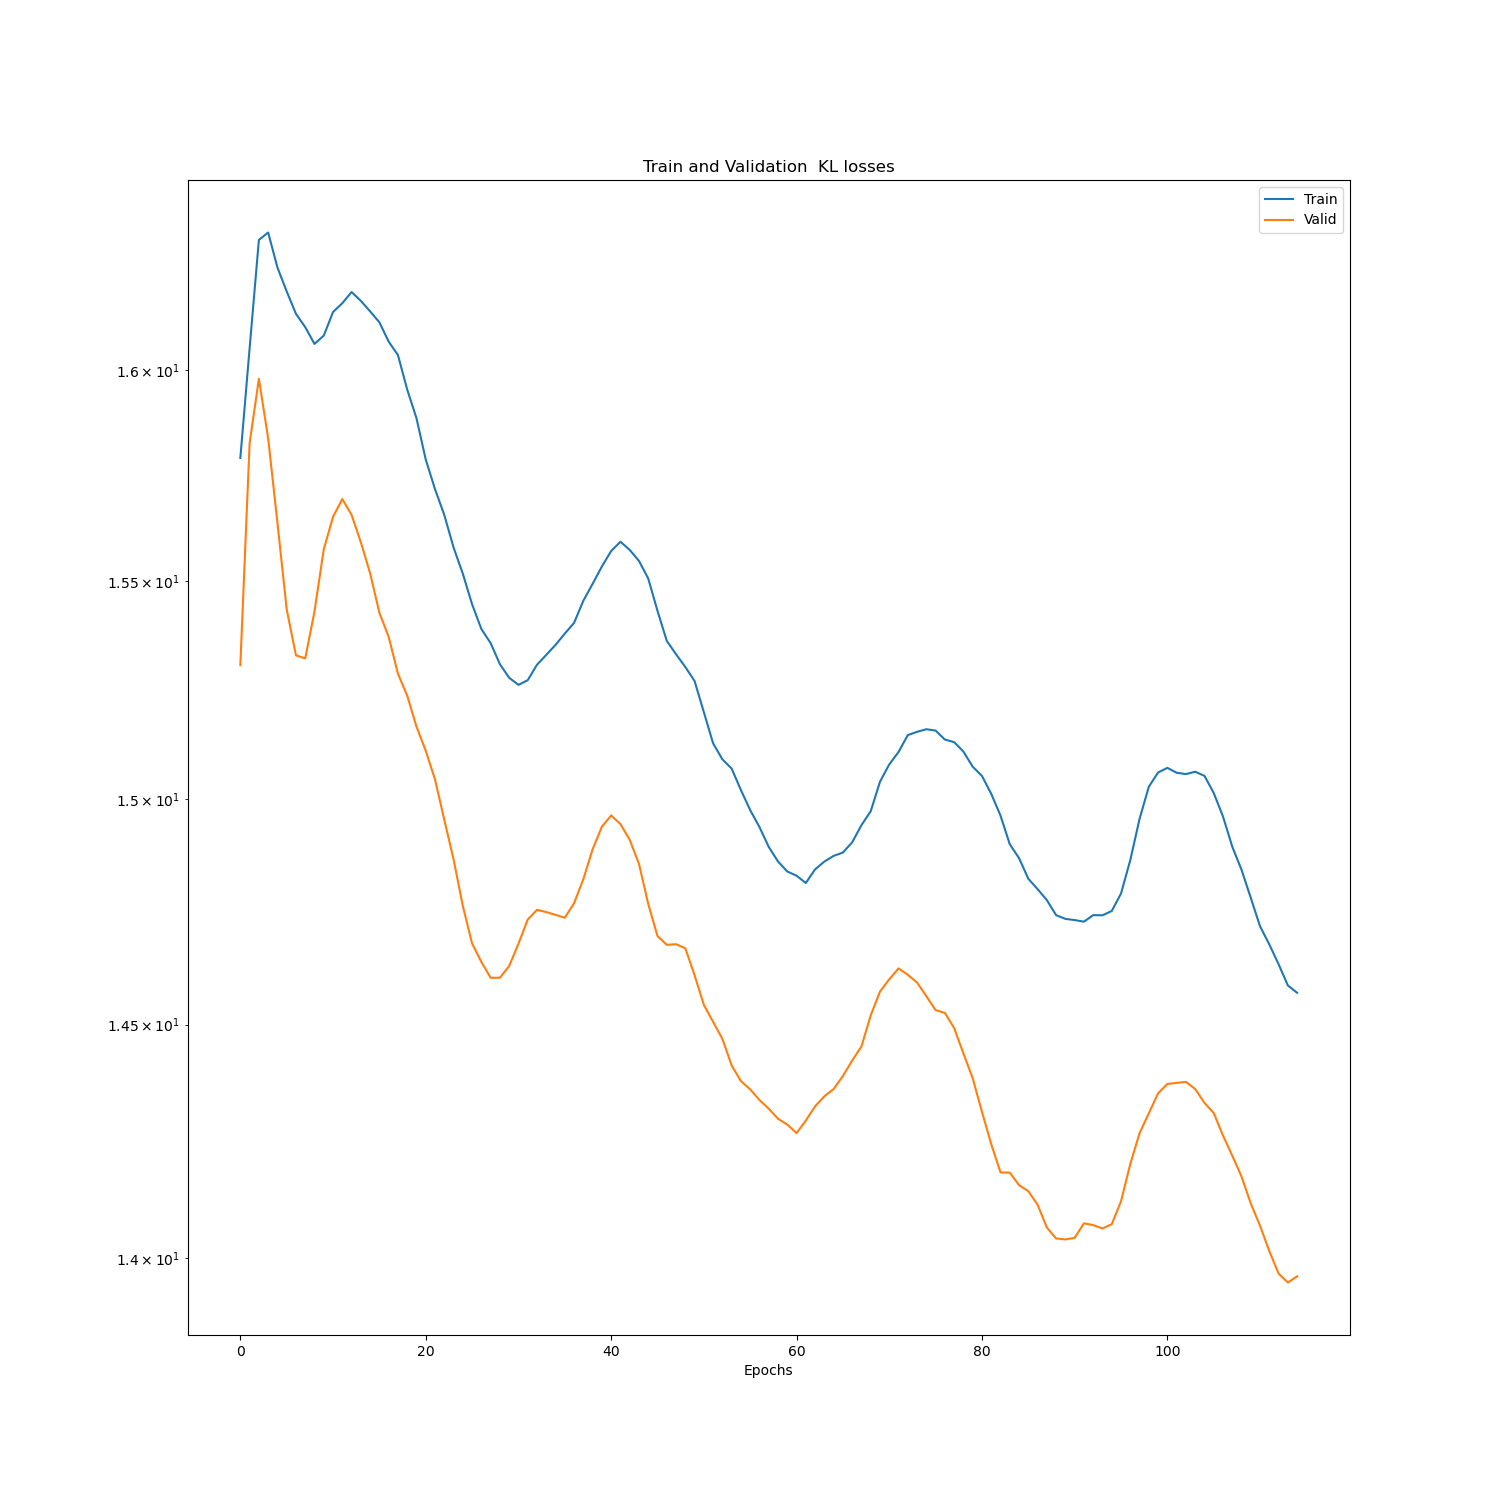 Train and Validation  KL losses
Train
Valid
1.6 × 10¹
1.55 × 10¹
1.5 × 10¹
1.45 × 10¹
1.4 × 10¹
0 20 40 60 80 100
Epochs